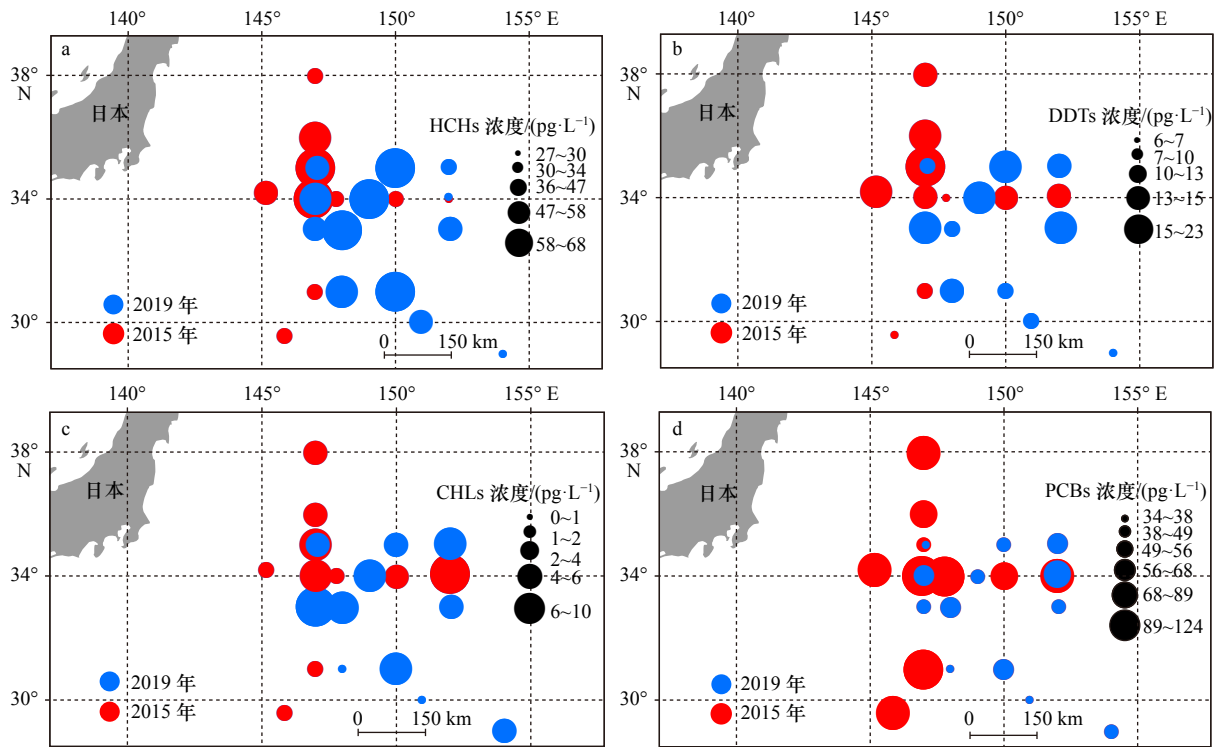 140° 145° 150° 155° E
a
38°
N
34°
30°
日本
HCHs 浓度/(pg·L⁻¹)
27~30
30~34
36~47
47~58
58~68
2019 年
2015 年
0 150 km
140° 145° 150° 155° E
b
38°
N
34°
30°
日本
DDTs 浓度/(pg·L⁻¹)
6~7
7~10
10~13
13~15
15~23
2019 年
2015 年
0 150 km
140° 145° 150° 155° E
c
38°
N
34°
30°
日本
CHLs 浓度/(pg·L⁻¹)
0~1
1~2
2~4
4~6
6~10
2019 年
2015 年
0 150 km
140° 145° 150° 155° E
d
38°
N
34°
30°
日本
PCBs 浓度/(pg·L⁻¹)
34~38
38~49
49~56
56~68
68~89
89~124
2019 年
2015 年
0 150 km